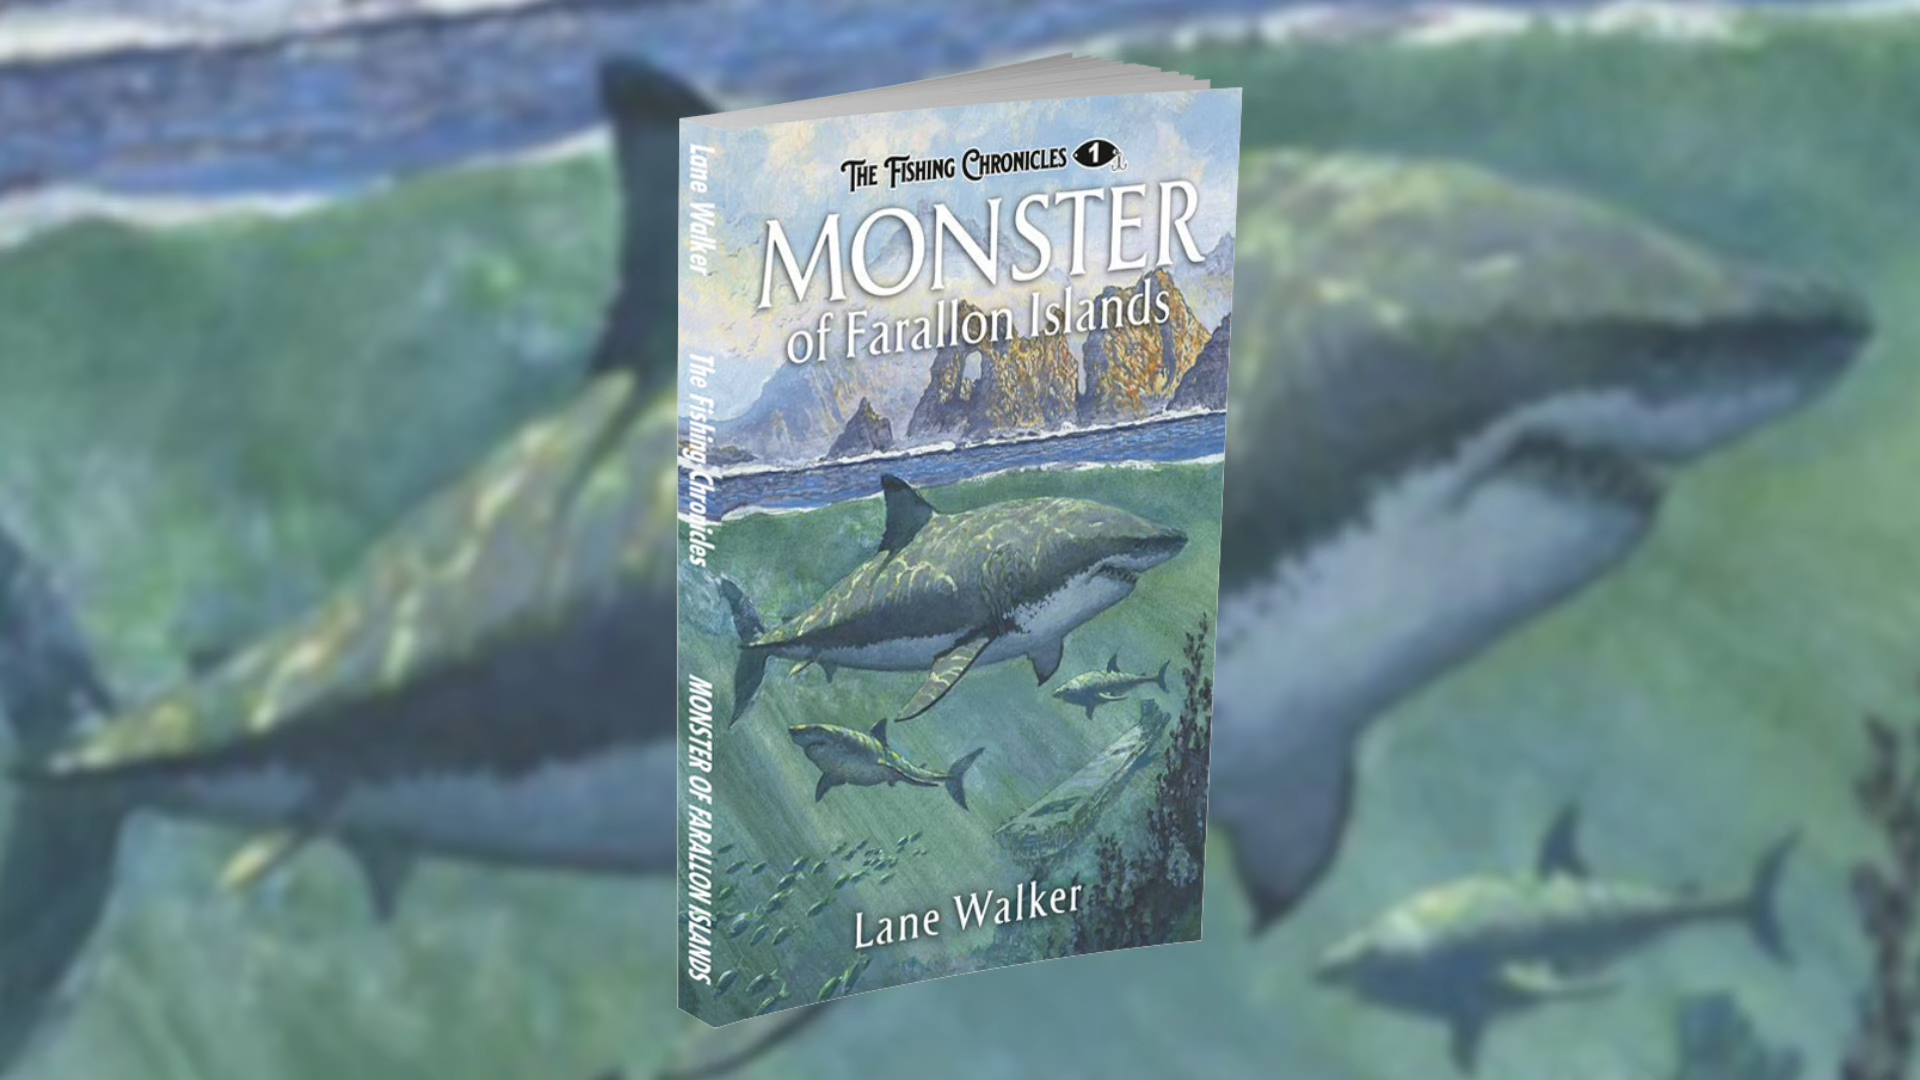 Lane Walker The Fishing Chronicles MONSTER OF FARALLON ISLANDS
THE FISHING CHRONICLES 1
MONSTER
of Farallon Islands
Lane Walker